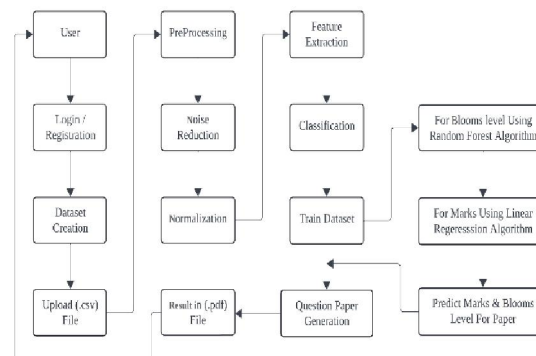 User
Login /
Registration
Dataset
Creation
Upload (.csv)
File
PreProcessing
Noise
Reduction
Normalization
Result in (.pdf)
File
Feature
Extraction
Classification
Train Dataset
Question Paper
Generation
For Blooms level Using
Random Forest Algorithm
For Marks Using Linear
Regeresssion Algorithm
Predict Marks & Blooms
Level For Paper